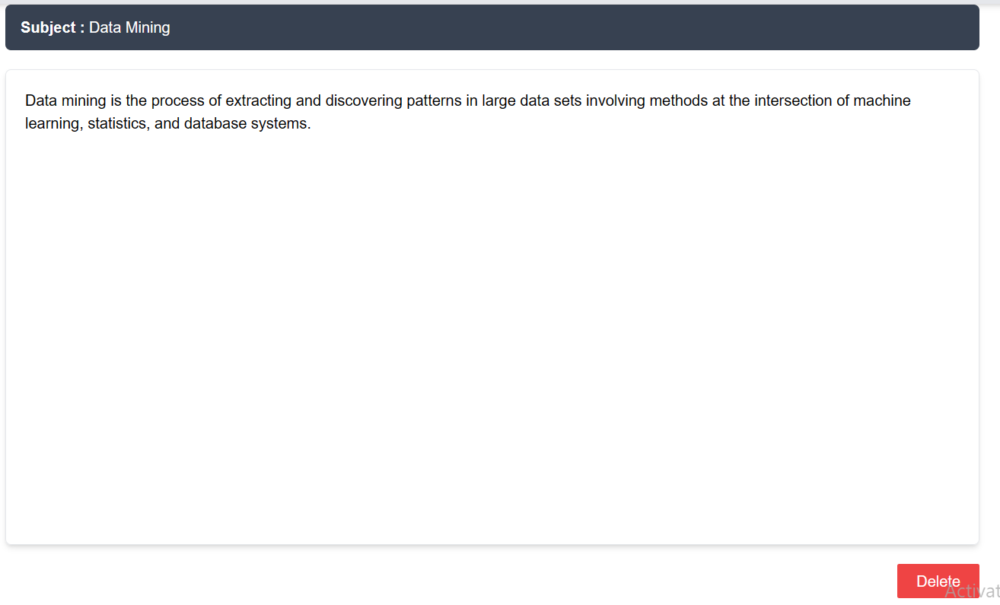 Subject : Data Mining
Data mining is the process of extracting and discovering patterns in large data sets involving methods at the intersection of machine
learning, statistics, and database systems.
Delete
Activat